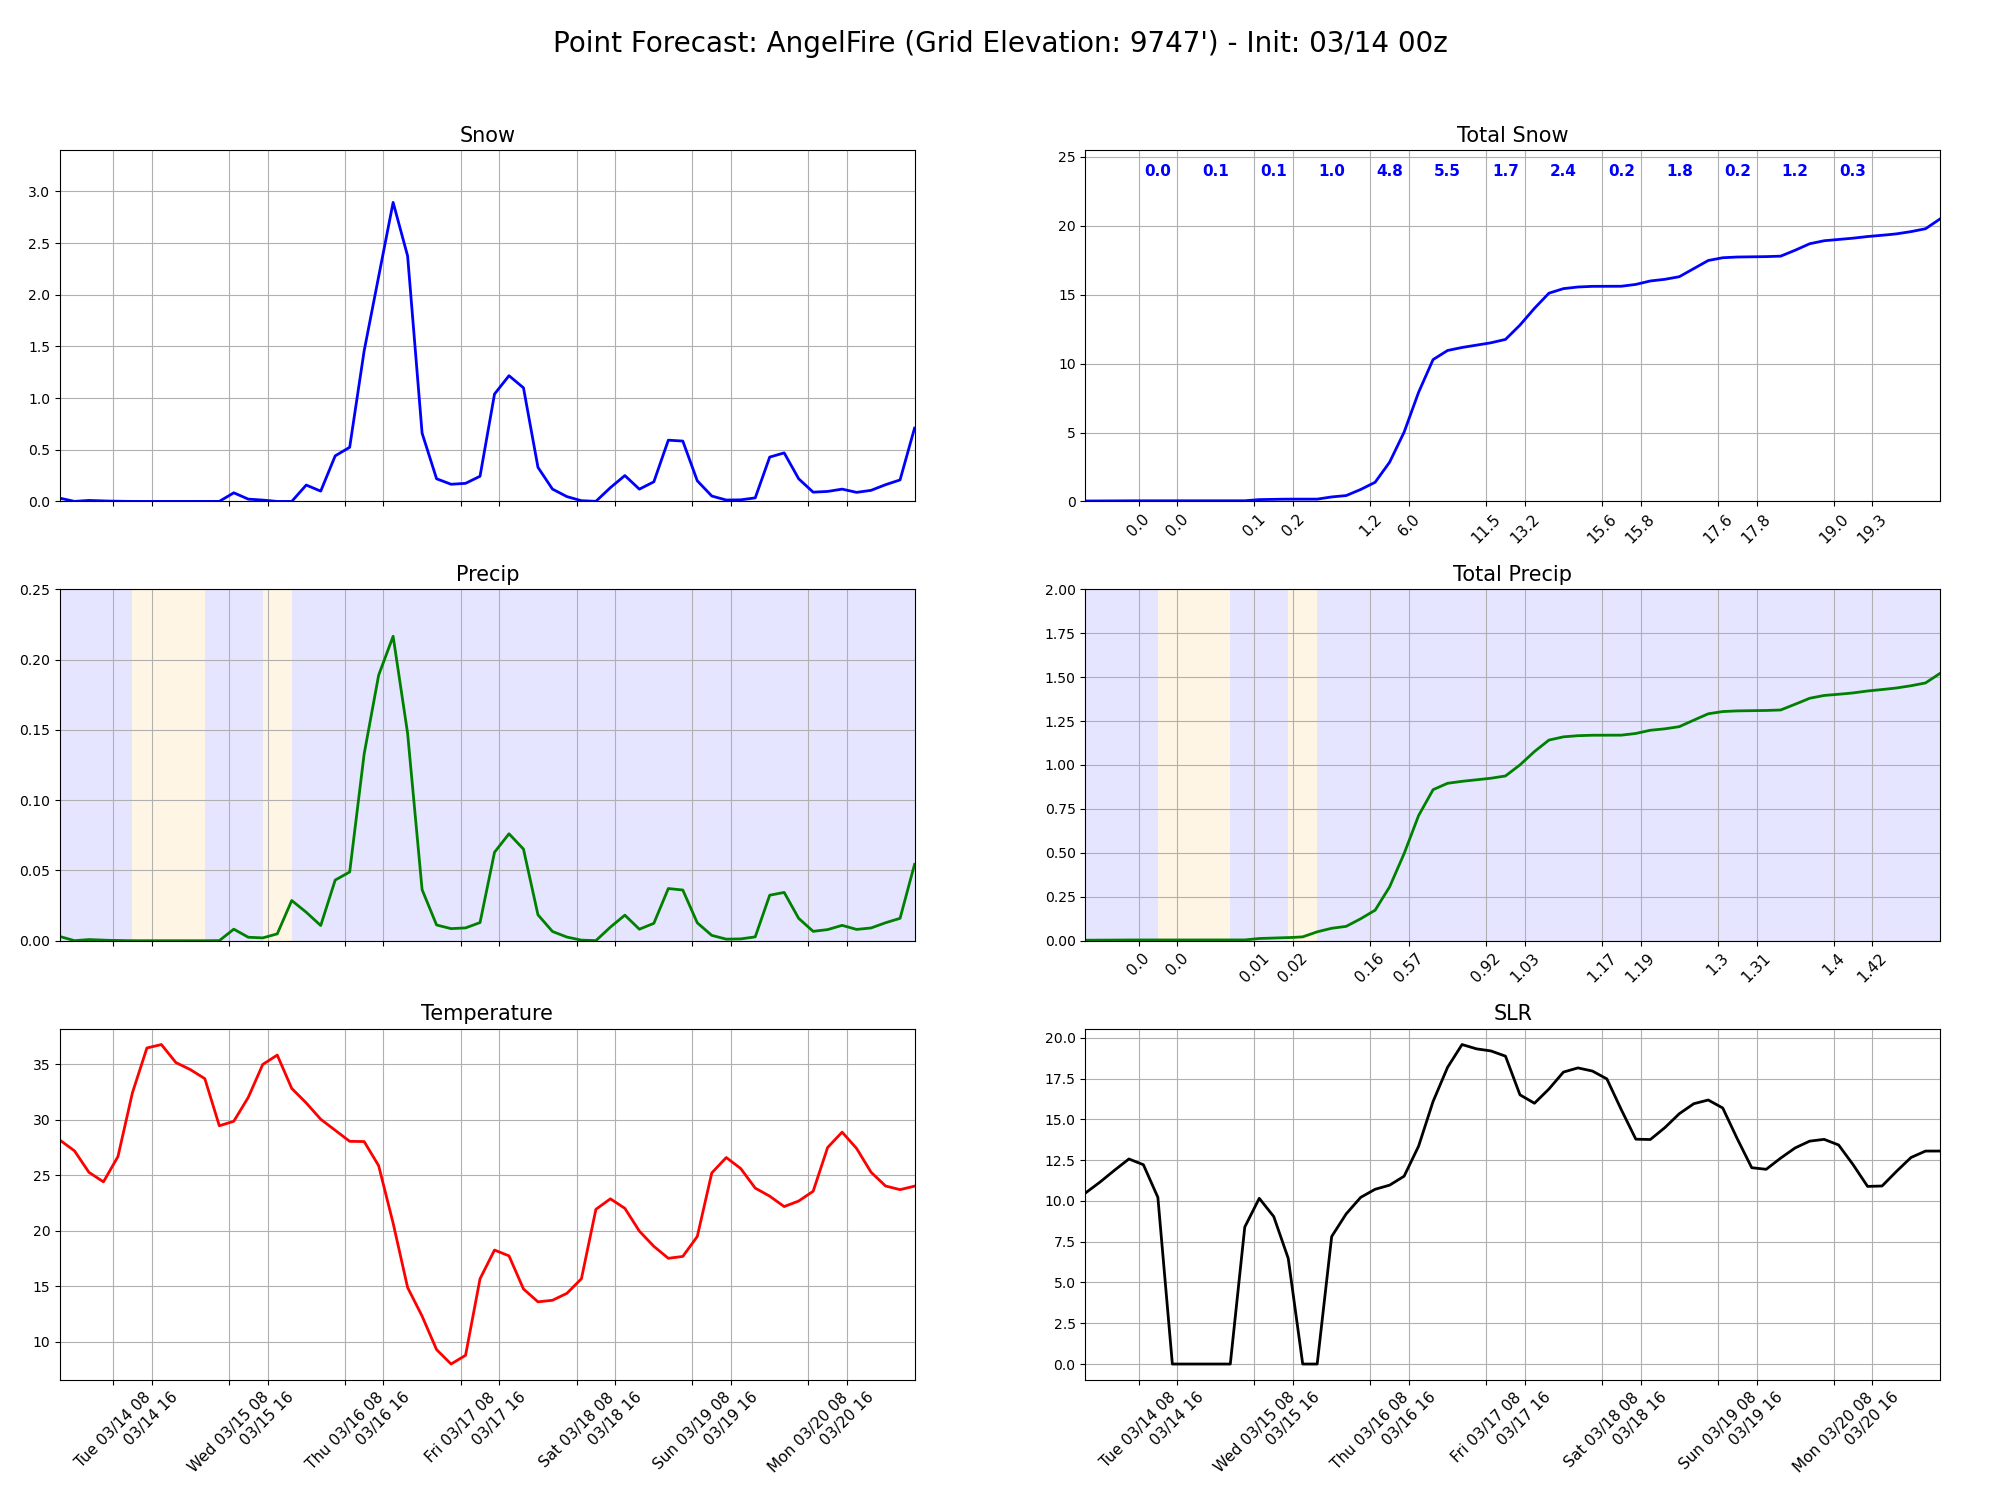 Point Forecast: AngelFire (Grid Elevation: 9747') - Init: 03/14 00z
Snow
3.0
2.5
2.0
1.5
1.0
0.5
0.0
Total Snow
25
20
15
10
5
0
0.0 0.1 0.1 1.0 4.8 5.5 1.7 2.4 0.2 1.8 0.2 1.2 0.3
0.0 0.0 0.1 0.2 1.2 6.0 11.5 13.2 15.6 15.8 17.6 17.8 19.0 19.3
Precip
0.25
0.20
0.15
0.10
0.05
0.00
Total Precip
2.00
1.75
1.50
1.25
1.00
0.75
0.50
0.25
0.00
0.0 0.0 0.01 0.02 0.16 0.57 0.92 1.03 1.17 1.19 1.3 1.31 1.4 1.42
Temperature
35
30
25
20
15
10
Tue 03/14 08
03/14 16
Wed 03/15 08
03/15 16
Thu 03/16 08
03/16 16
Fri 03/17 08
03/17 16
Sat 03/18 08
03/18 16
Sun 03/19 08
03/19 16
Mon 03/20 08
03/20 16
SLR
20.0
17.5
15.0
12.5
10.0
7.5
5.0
2.5
0.0
Tue 03/14 08
03/14 16
Wed 03/15 08
03/15 16
Thu 03/16 08
03/16 16
Fri 03/17 08
03/17 16
Sat 03/18 08
03/18 16
Sun 03/19 08
03/19 16
Mon 03/20 08
03/20 16